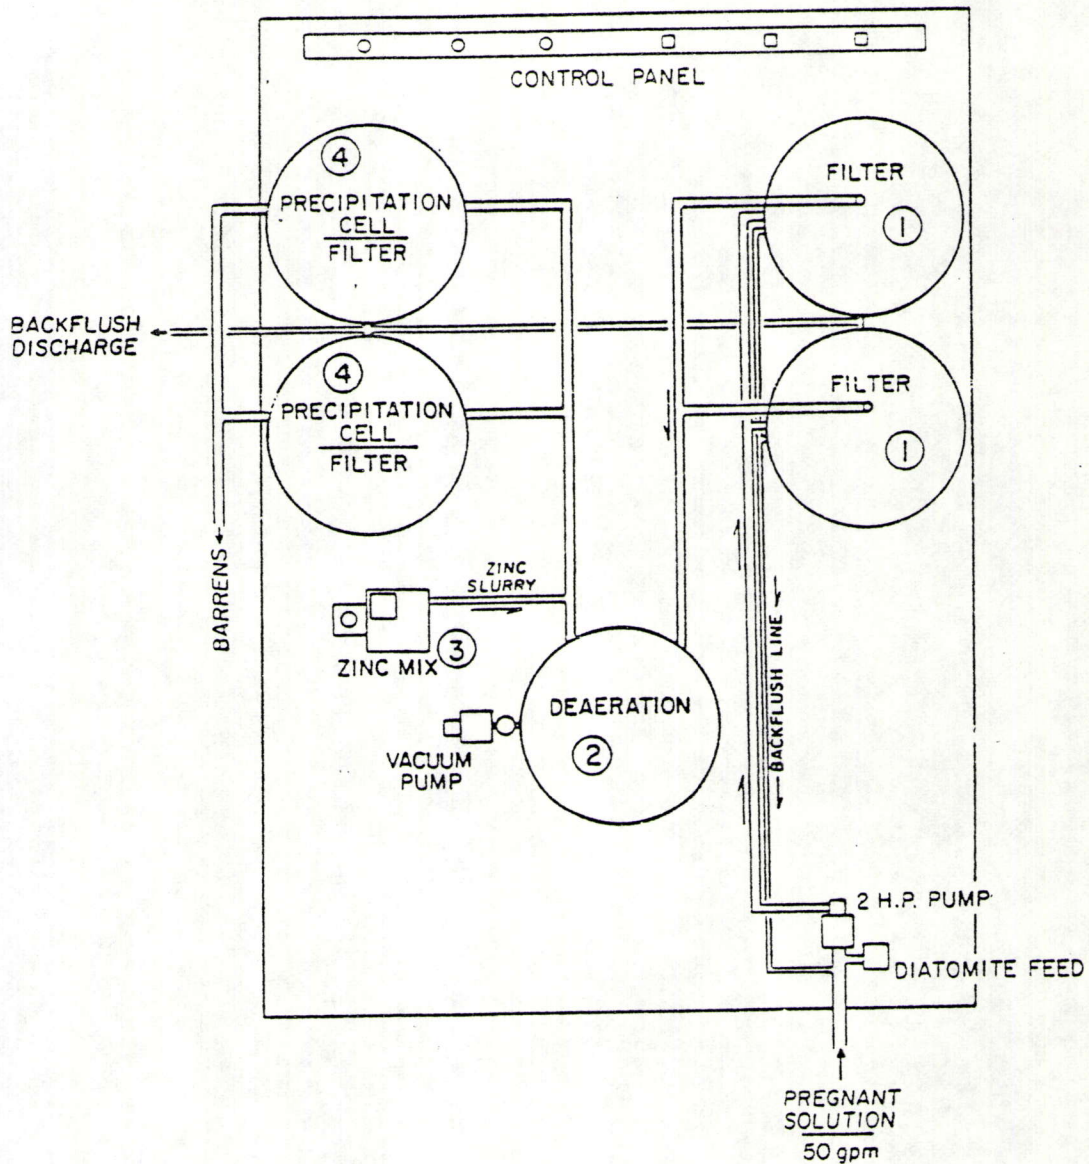 CONTROL PANEL
④
PRECIPITATION
CELL
FILTER
FILTER
①
BACKFLUSH
DISCHARGE
④
PRECIPITATION
CELL
FILTER
FILTER
①
BARRENS
ZINC
SLURRY
ZINC MIX
③
VACUUM
PUMP
DEAERATION
②
BACKFLUSH LINE
2 H.P. PUMP
DIATOMITE FEED
PREGNANT
SOLUTION
50 gpm